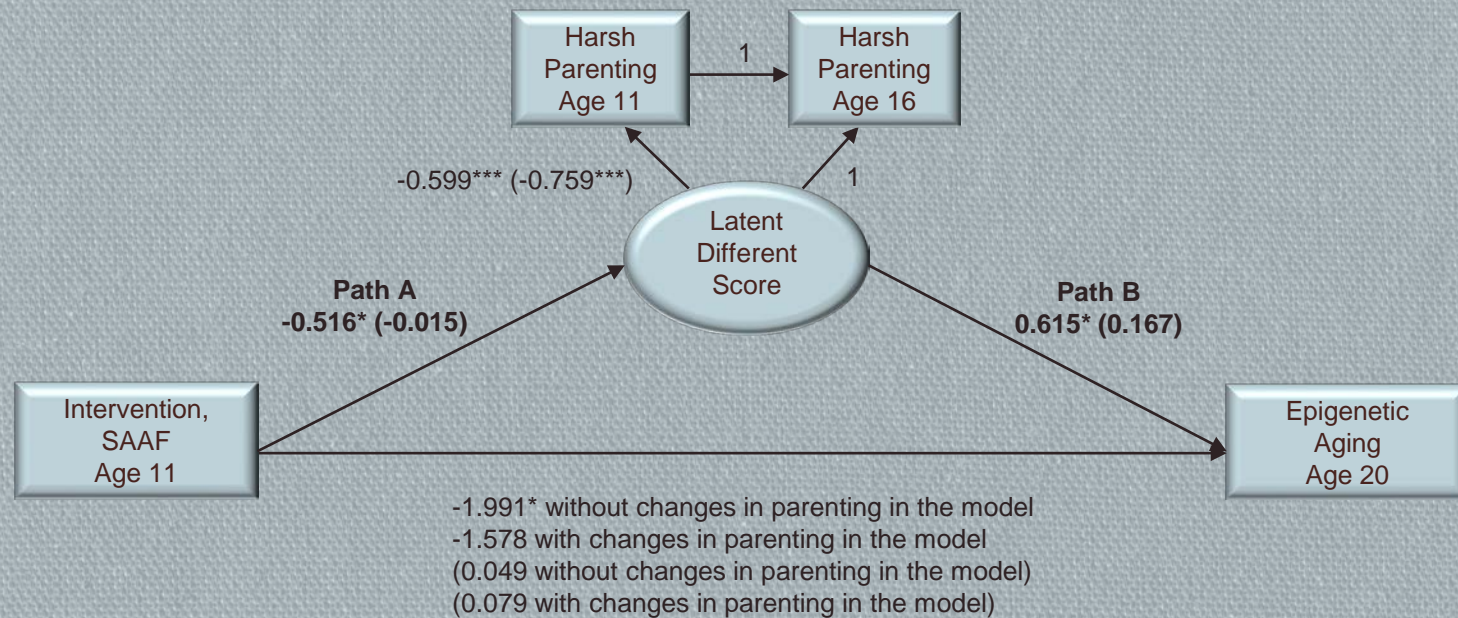 Harsh
Parenting
Age 11
1
Harsh
Parenting
Age 16
-0.599*** (-0.759***)
1
Latent
Different
Score
Path A
-0.516* (-0.015)
Path B
0.615* (0.167)
Intervention,
SAAF
Age 11
Epigenetic
Aging
Age 20
-1.991* without changes in parenting in the model
-1.578 with changes in parenting in the model
(0.049 without changes in parenting in the model)
(0.079 with changes in parenting in the model)